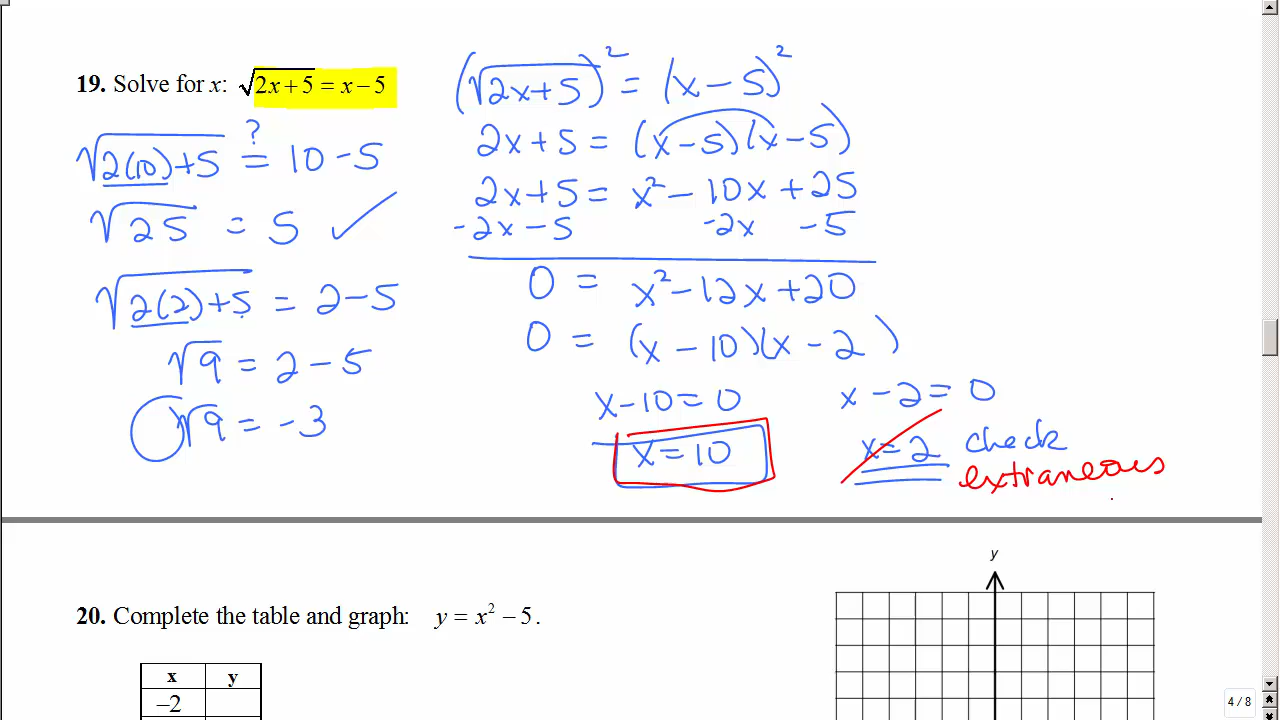 19. Solve for x: √2x+5 = x−5
√2(10)+5 ?= 10-5
√25 = 5 ✓
√2(2)+5 = 2-5
√9 = 2-5
√9 = -3
(√2x+5)² = (x-5)²
2x+5 = (x-5)(x-5)
2x+5 = x²-10x+25
-2x-5 -2x -5
0 = x²-12x+20
0 = (x-10)(x-2)
x-10=0 x-2=0
x=10 x=2 check
extraneous
20. Complete the table and graph: y = x² − 5.
x y
−2
y
4 / 8